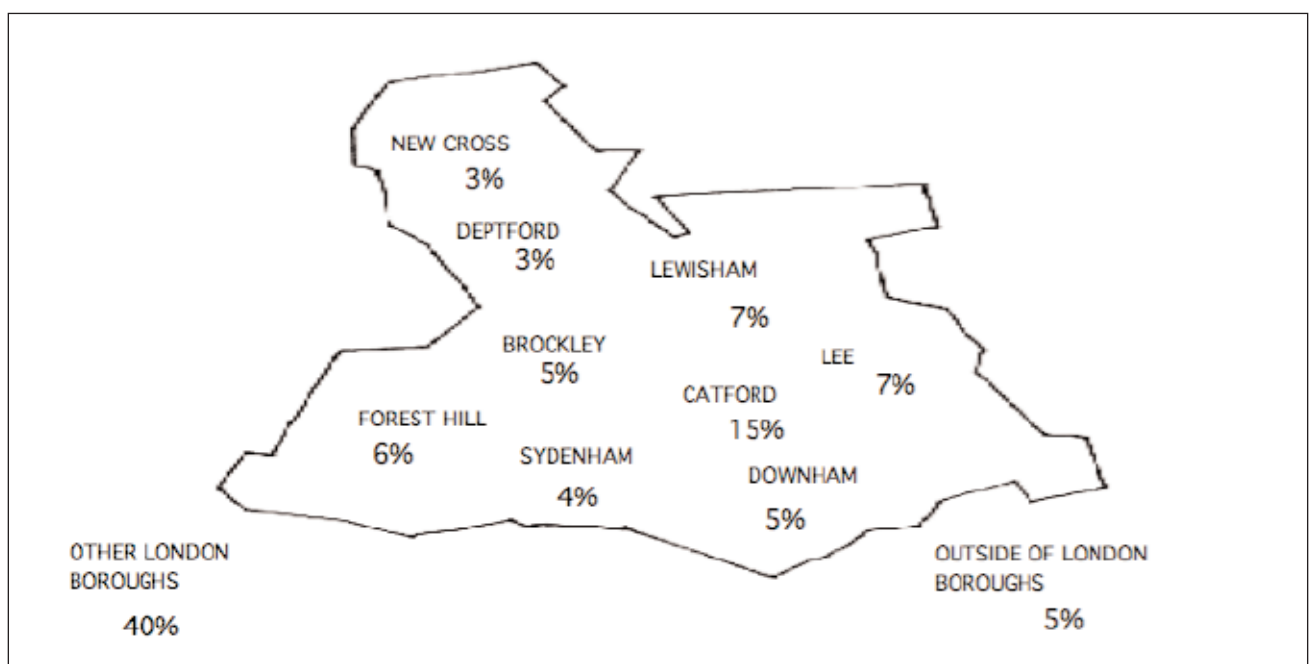 NEW CROSS
3%
DEPTFORD
3%
LEWISHAM
7%
BROCKLEY
5%
LEE
7%
CATFORD
15%
FOREST HILL
6%
SYDENHAM
4%
DOWNHAM
5%
OTHER LONDON
BOROUGHS
40%
OUTSIDE OF LONDON
BOROUGHS
5%